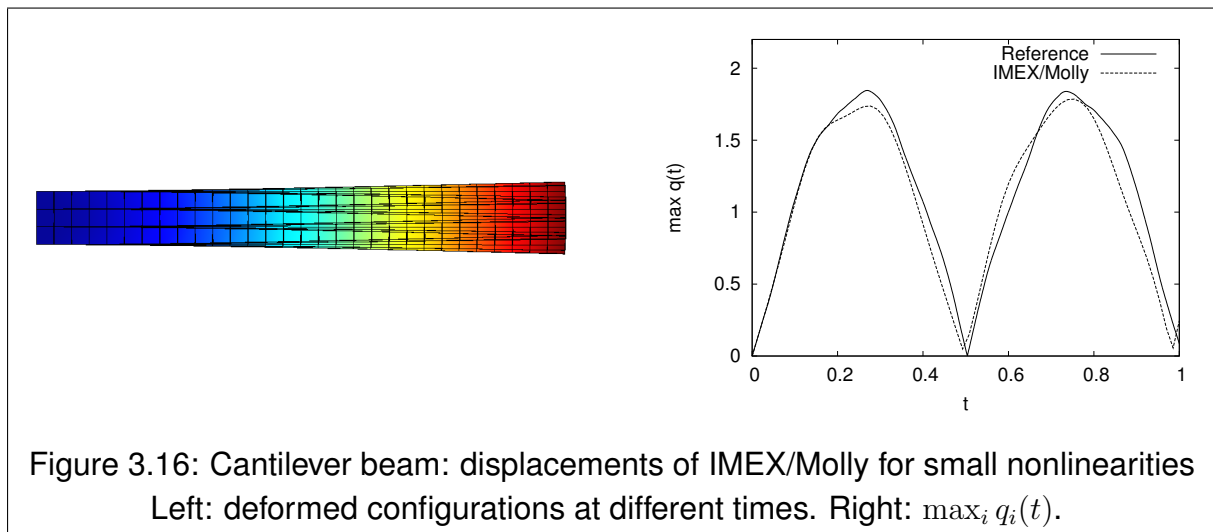 Reference
IMEX/Molly
2
1.5
1
0.5
0
max q(t)
0 0.2 0.4 0.6 0.8 1
t
Figure 3.16: Cantilever beam: displacements of IMEX/Molly for small nonlinearities
Left: deformed configurations at different times. Right: maxᵢ qᵢ(t).